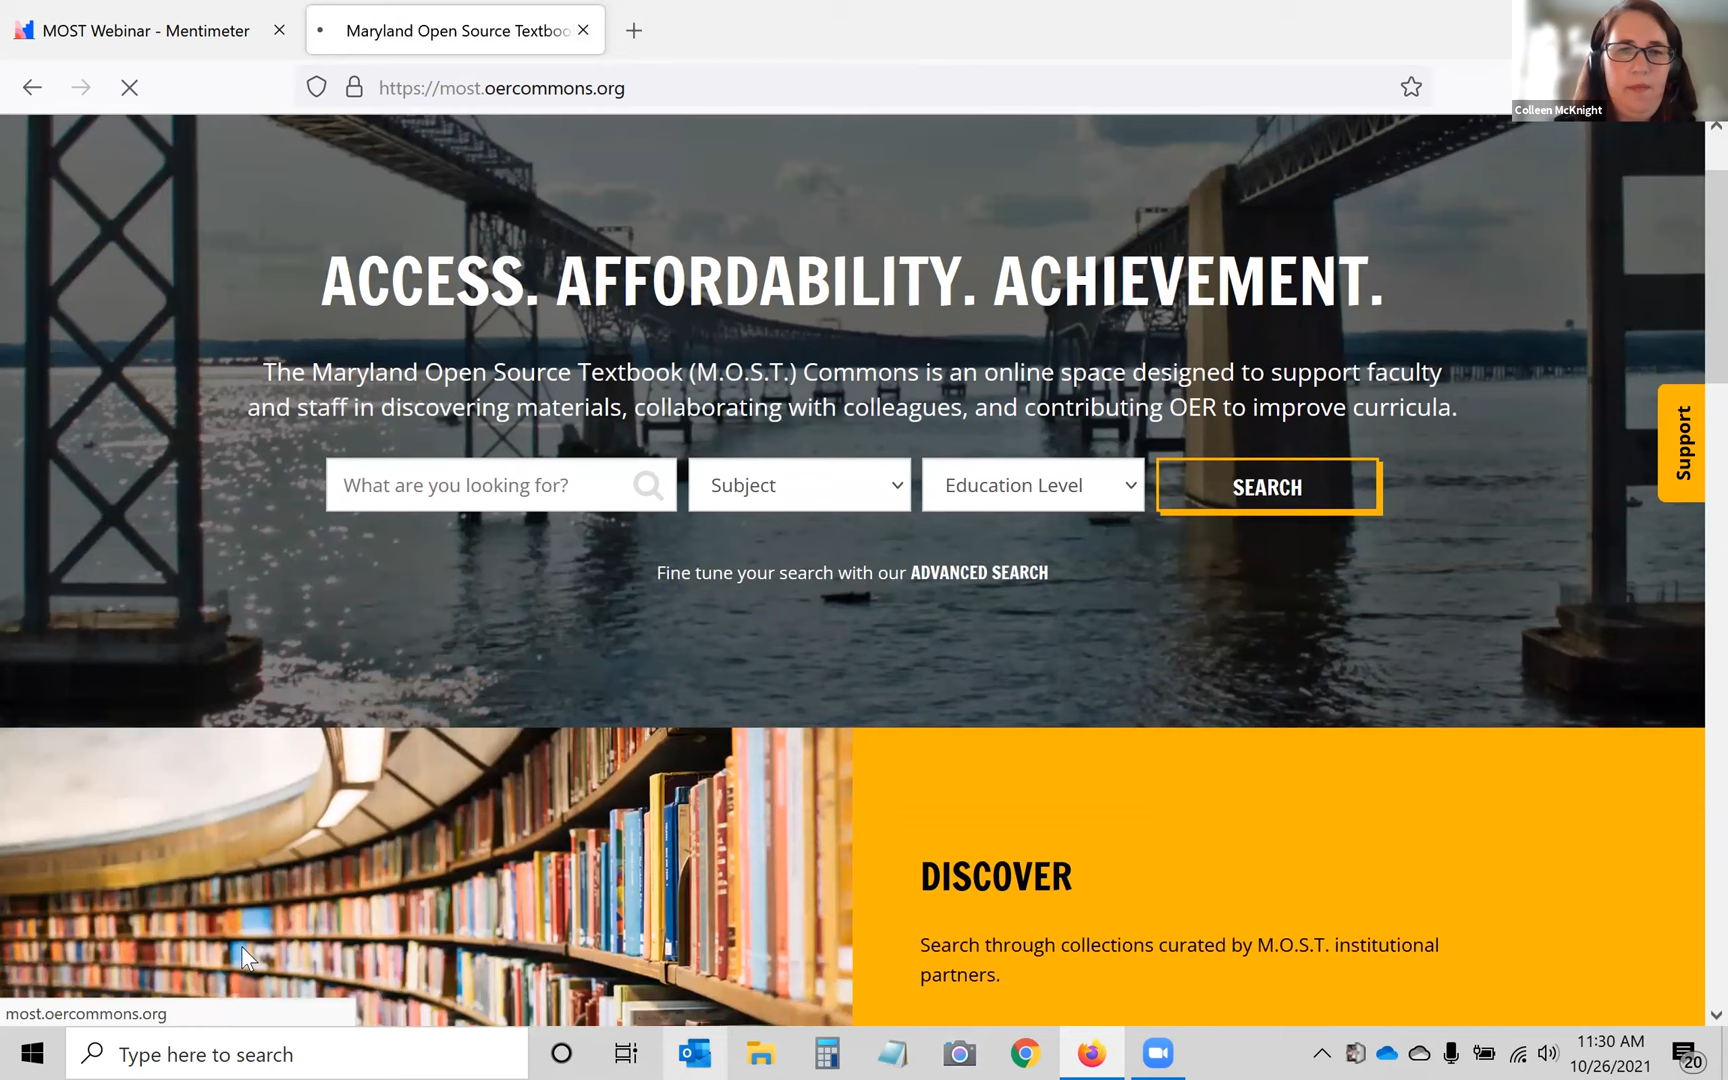 MOST Webinar - Mentimeter
Maryland Open Source Textboo
https://most.oercommons.org
Colleen McKnight
ACCESS. AFFORDABILITY. ACHIEVEMENT.
The Maryland Open Source Textbook (M.O.S.T.) Commons is an online space designed to support faculty
and staff in discovering materials, collaborating with colleagues, and contributing OER to improve curricula.
What are you looking for?
Subject
Education Level
SEARCH
Support
Fine tune your search with our ADVANCED SEARCH
DISCOVER
Search through collections curated by M.O.S.T. institutional
partners.
most.oercommons.org
Type here to search
11:30 AM
10/26/2021
20